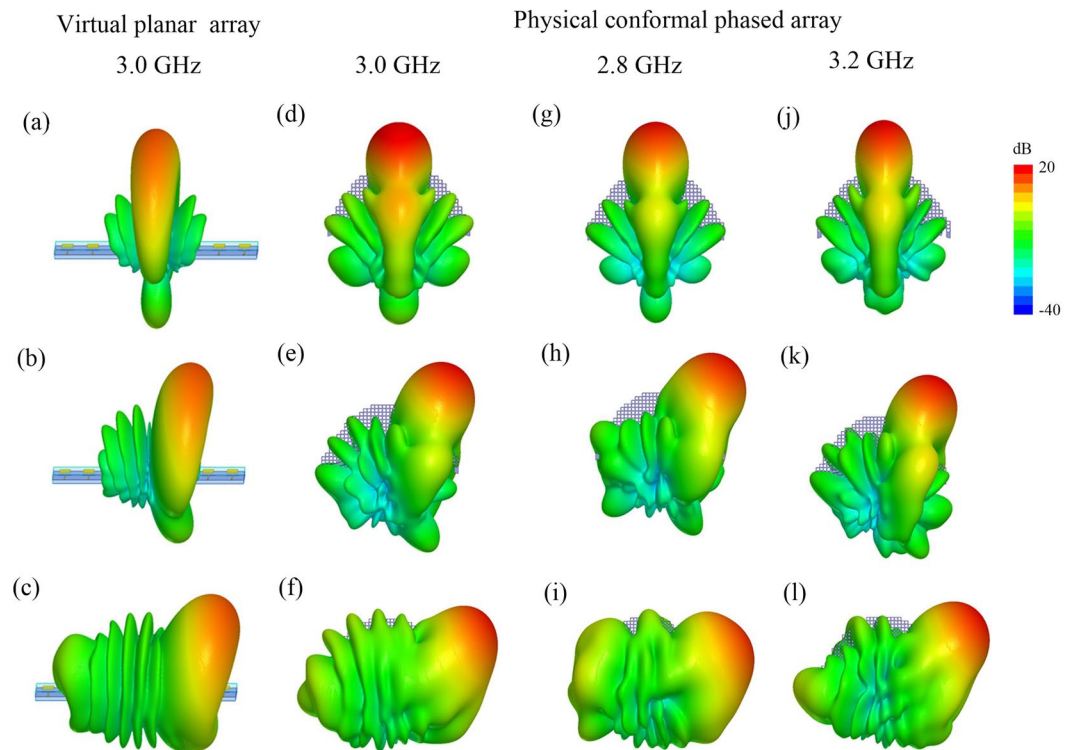 Virtual planar array Physical conformal phased array
3.0 GHz 3.0 GHz 2.8 GHz 3.2 GHz
(a) (d) (g) (j)
dB
20
-40
(b) (e) (h) (k)
(c) (f) (i) (l)